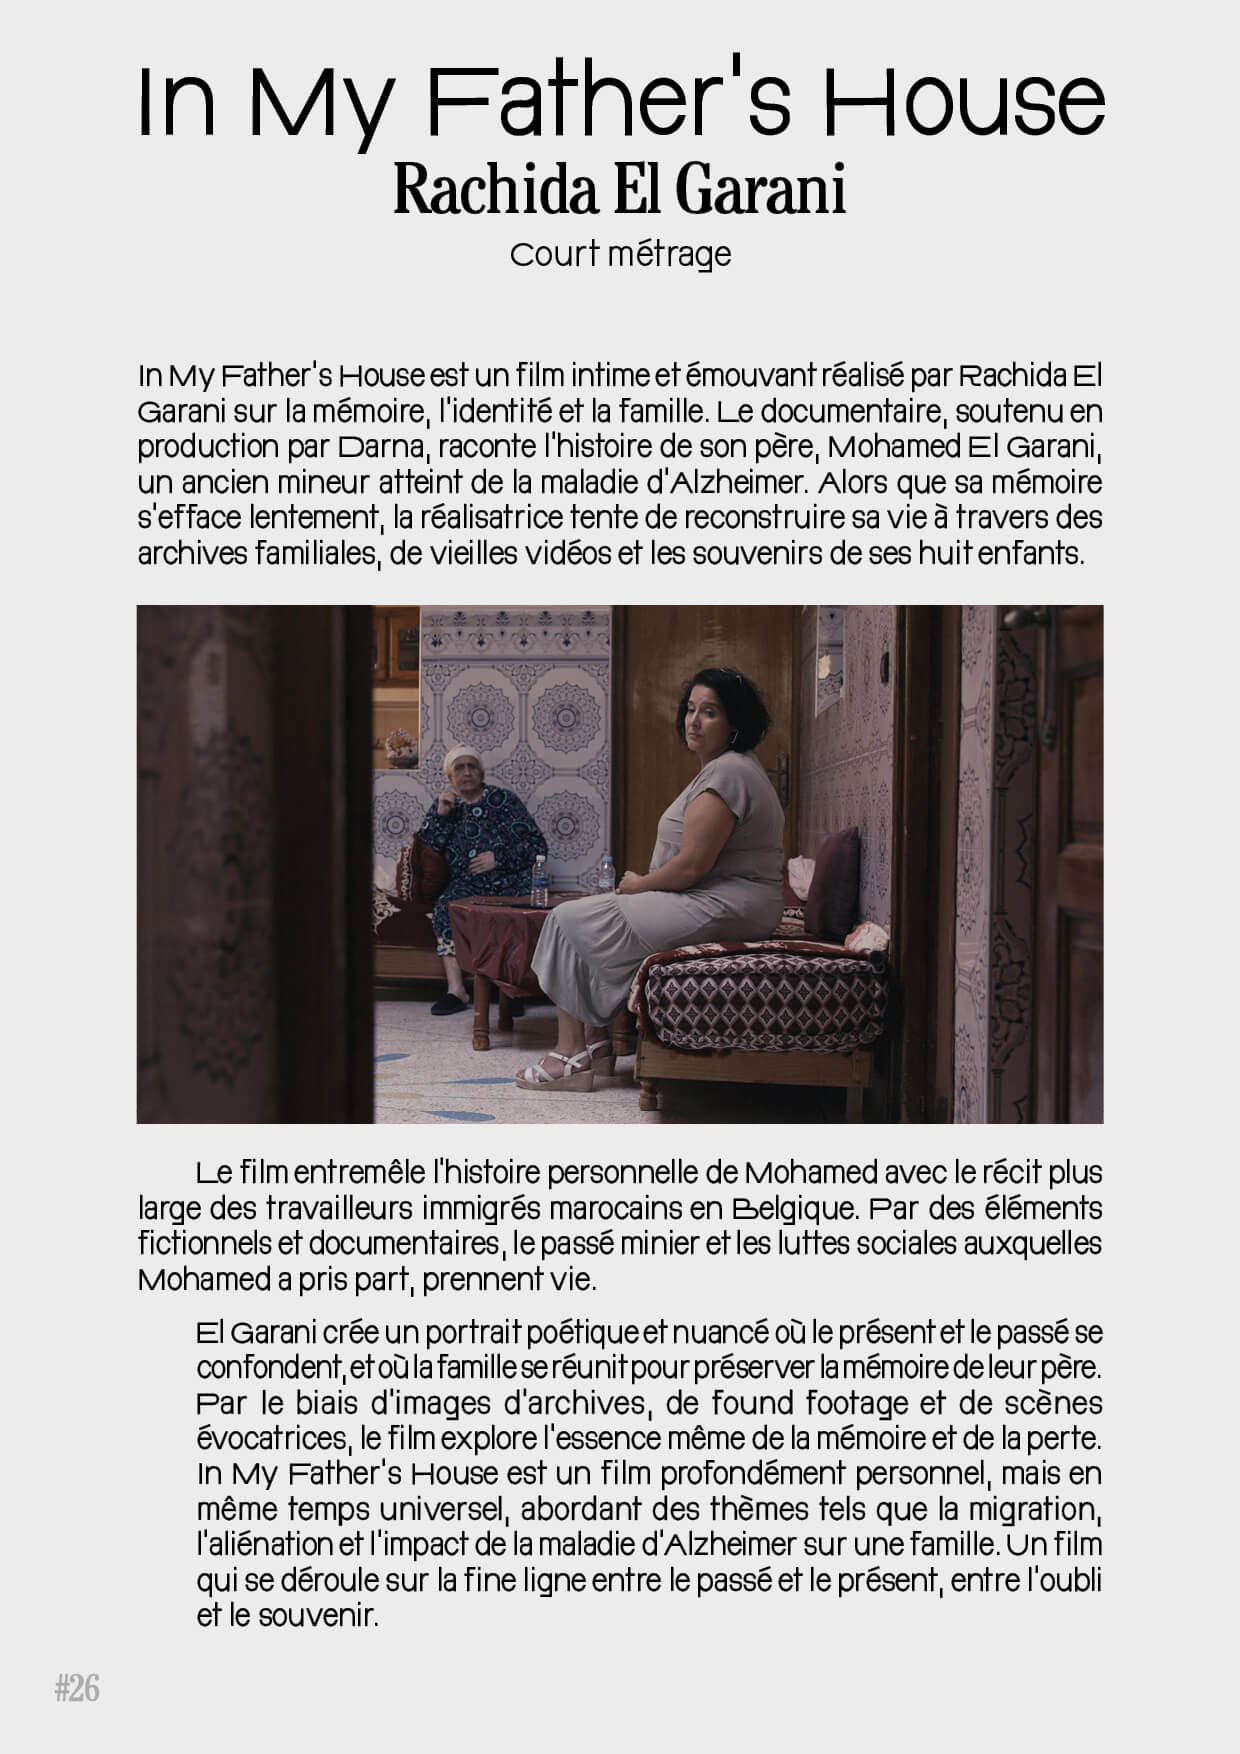 In My Father's House
Rachida El Garani
Court métrage
In My Father's House est un film intime et émouvant réalisé par Rachida El
Garani sur la mémoire, l'identité et la famille. Le documentaire, soutenu en
production par Darna, raconte l'histoire de son père, Mohamed El Garani,
un ancien mineur atteint de la maladie d'Alzheimer. Alors que sa mémoire
s'efface lentement, la réalisatrice tente de reconstruire sa vie à travers des
archives familiales, de vieilles vidéos et les souvenirs de ses huit enfants.
Le film entremêle l'histoire personnelle de Mohamed avec le récit plus
large des travailleurs immigrés marocains en Belgique. Par des éléments
fictionnels et documentaires, le passé minier et les luttes sociales auxquelles
Mohamed a pris part, prennent vie.
El Garani crée un portrait poétique et nuancé où le présent et le passé se
confondent, et où la famille se réunit pour préserver la mémoire de leur père.
Par le biais d'images d'archives, de found footage et de scènes
évocatrices, le film explore l'essence même de la mémoire et de la perte.
In My Father's House est un film profondément personnel, mais en
même temps universel, abordant des thèmes tels que la migration,
l'aliénation et l'impact de la maladie d'Alzheimer sur une famille. Un film
qui se déroule sur la fine ligne entre le passé et le présent, entre l'oubli
et le souvenir.
#26